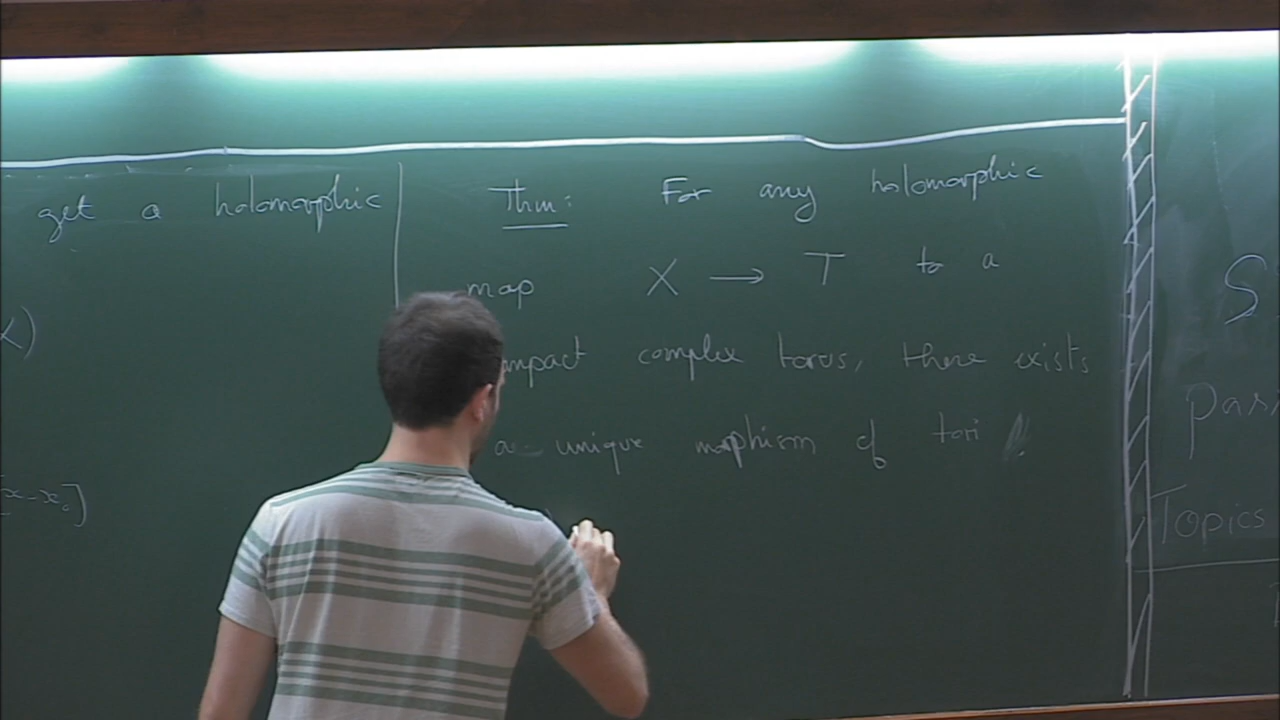 get a holomorphic
X)
[x-x₀]
Thm: For any holomorphic
map X ⟶ T to a
mpact complex torus, there exists
a unique morphism of tori
S
pas
Topics